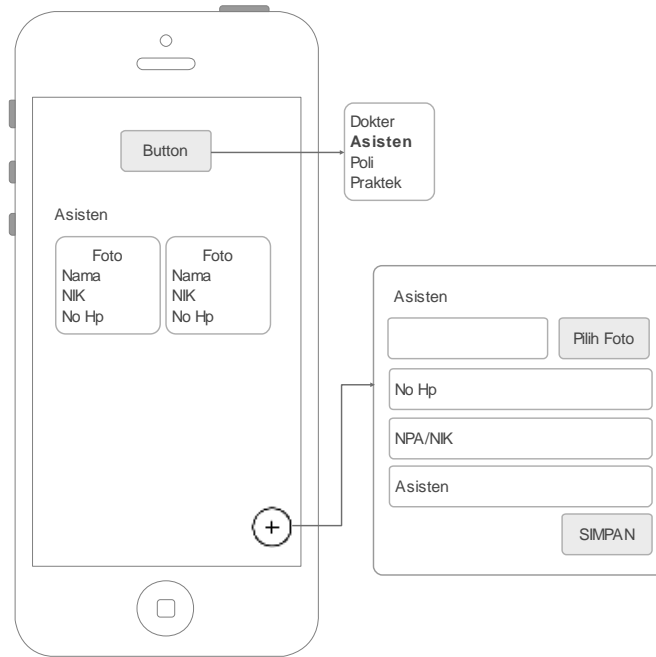 Button
Dokter
Asisten
Poli
Praktek
Asisten
Foto
Nama
NIK
No Hp
Foto
Nama
NIK
No Hp
Asisten
Pilih Foto
No Hp
NPA/NIK
Asisten
SIMPAN